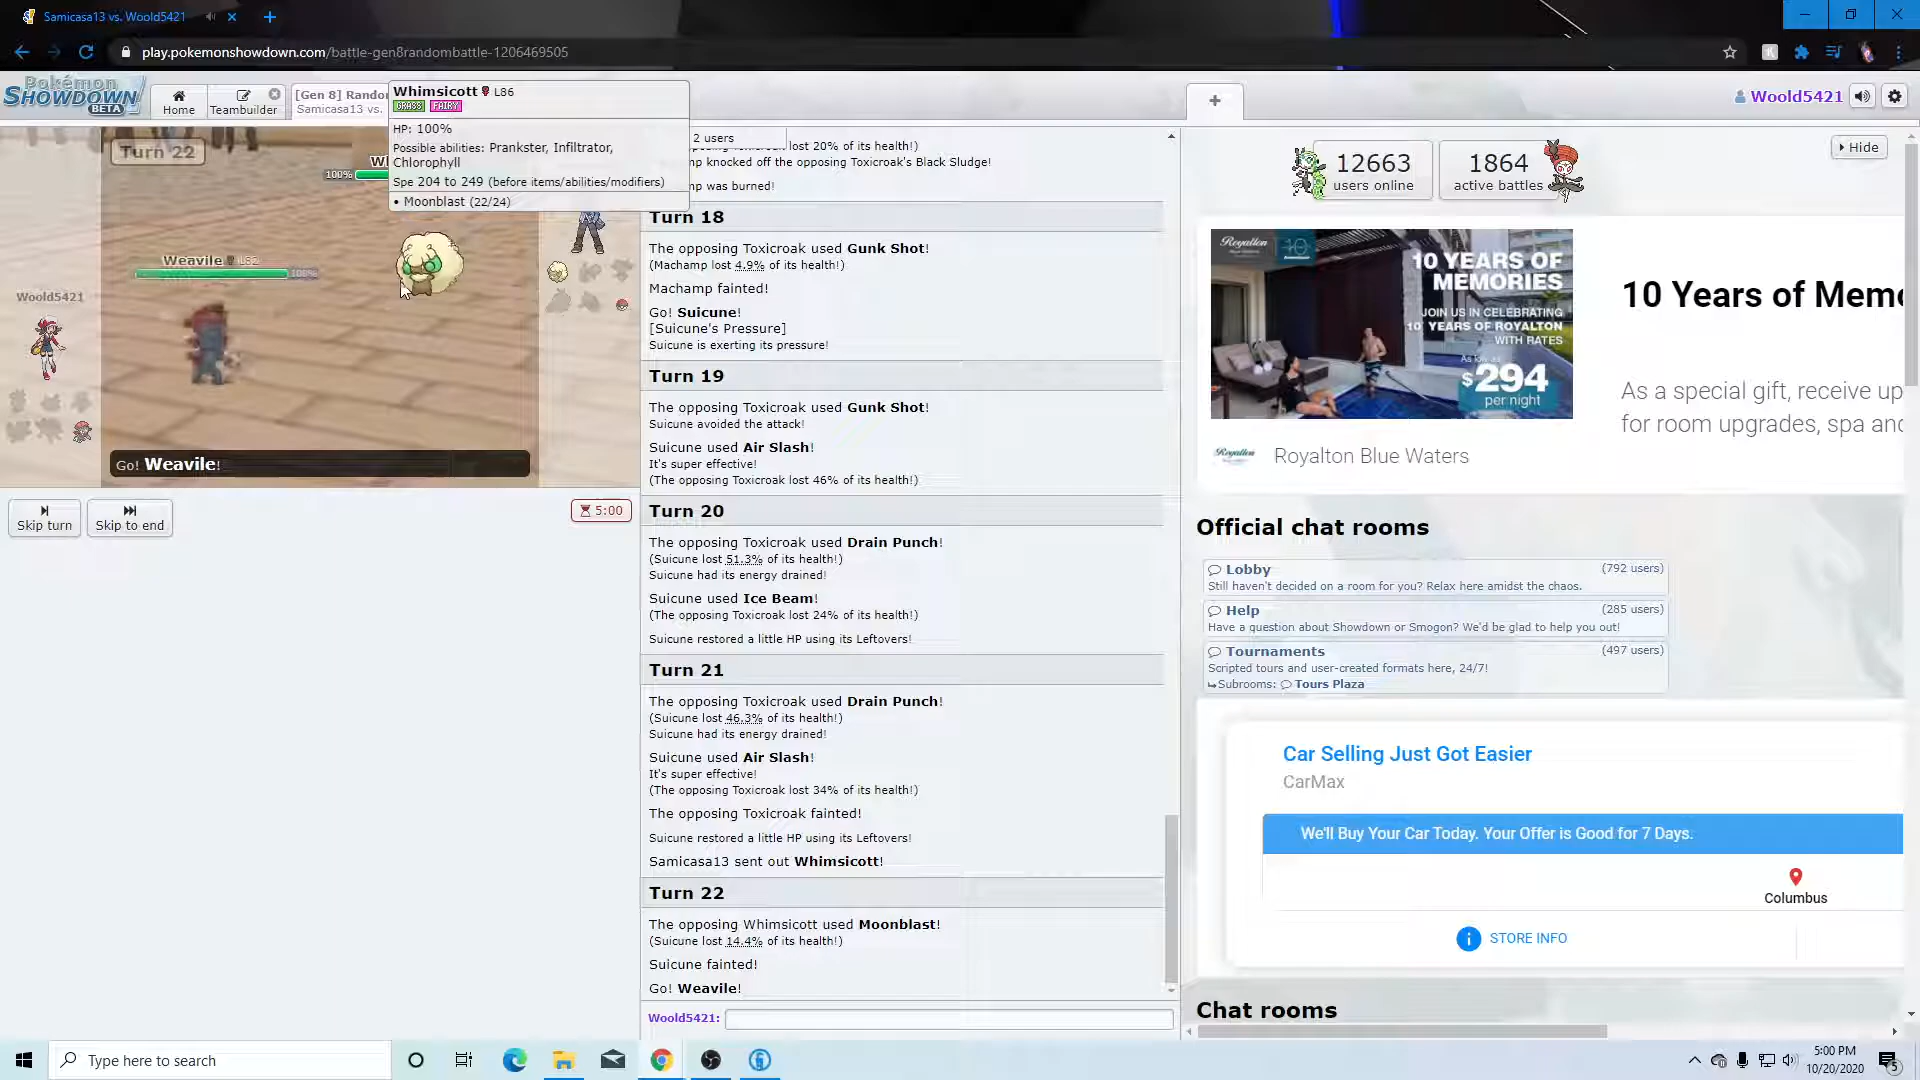 Samicasa13 vs. Woold5421
play.pokemonshowdown.com/battle-gen8randombattle-1206469505
Pokémon
SHOWDOWN
BETA
Home
Teambuilder
[Gen 8] Rando
Samicasa13 vs.
Woold5421
Whimsicott L86
GRASS FAIRY
HP: 100%
Possible abilities: Prankster, Infiltrator,
Chlorophyll
Spe 204 to 249 (before items/abilities/modifiers)
• Moonblast (22/24)
Turn 22
Wh
100%
Weavile L82
100%
Woold5421
Go! Weavile!
Skip turn
Skip to end
5:00
2 users
lost 20% of its health!)
mp knocked off the opposing Toxicroak's Black Sludge!
mp was burned!
Turn 18
The opposing Toxicroak used Gunk Shot!
(Machamp lost 4.9% of its health!)
Machamp fainted!
Go! Suicune!
[Suicune's Pressure]
Suicune is exerting its pressure!
Turn 19
The opposing Toxicroak used Gunk Shot!
Suicune avoided the attack!
Suicune used Air Slash!
It's super effective!
(The opposing Toxicroak lost 46% of its health!)
Turn 20
The opposing Toxicroak used Drain Punch!
(Suicune lost 51.3% of its health!)
Suicune had its energy drained!
Suicune used Ice Beam!
(The opposing Toxicroak lost 24% of its health!)
Suicune restored a little HP using its Leftovers!
Turn 21
The opposing Toxicroak used Drain Punch!
(Suicune lost 46.3% of its health!)
Suicune had its energy drained!
Suicune used Air Slash!
It's super effective!
(The opposing Toxicroak lost 34% of its health!)
The opposing Toxicroak fainted!
Suicune restored a little HP using its Leftovers!
Samicasa13 sent out Whimsicott!
Turn 22
The opposing Whimsicott used Moonblast!
(Suicune lost 14.4% of its health!)
Suicune fainted!
Go! Weavile!
Woold5421:
12663
users online
1864
active battles
Hide
Royalton
10
10 YEARS OF
MEMORIES
JOIN US IN CELEBRATING
10 YEARS OF ROYALTON
WITH RATES
As low as
$294
per night
10 Years of Memo
As a special gift, receive up
for room upgrades, spa and
Royalton
Royalton Blue Waters
Official chat rooms
Lobby (792 users)
Still haven't decided on a room for you? Relax here amidst the chaos.
Help (285 users)
Have a question about Showdown or Smogon? We'd be glad to help you out!
Tournaments (497 users)
Scripted tours and user-created formats here, 24/7!
Subrooms: Tours Plaza
Car Selling Just Got Easier
CarMax
We'll Buy Your Car Today. Your Offer is Good for 7 Days.
Columbus
STORE INFO
Chat rooms
Type here to search
5:00 PM
10/20/2020
5